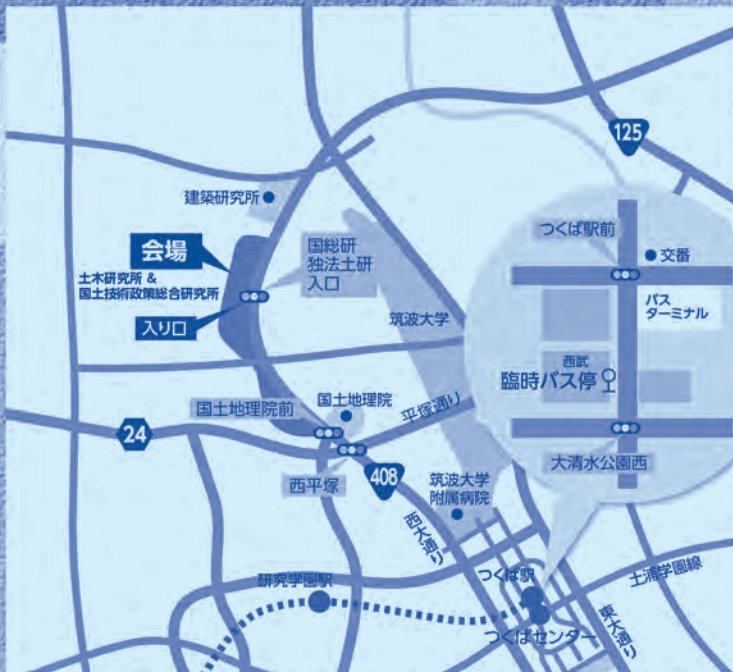 125
建築研究所
つくば駅前
交番
会場
国総研
独法土研
入口
土木研究所 &
国土技術政策総合研究所
入り口
バス
ターミナル
筑波大学
西武
臨時バス停
国土地理院前
国土地理院
平塚通り
24
大清水公園西
西平塚
408
筑波大学
附属病院
西大通り
研究学園駅
つくば駅
土浦学園線
つくばセンター
東大通り